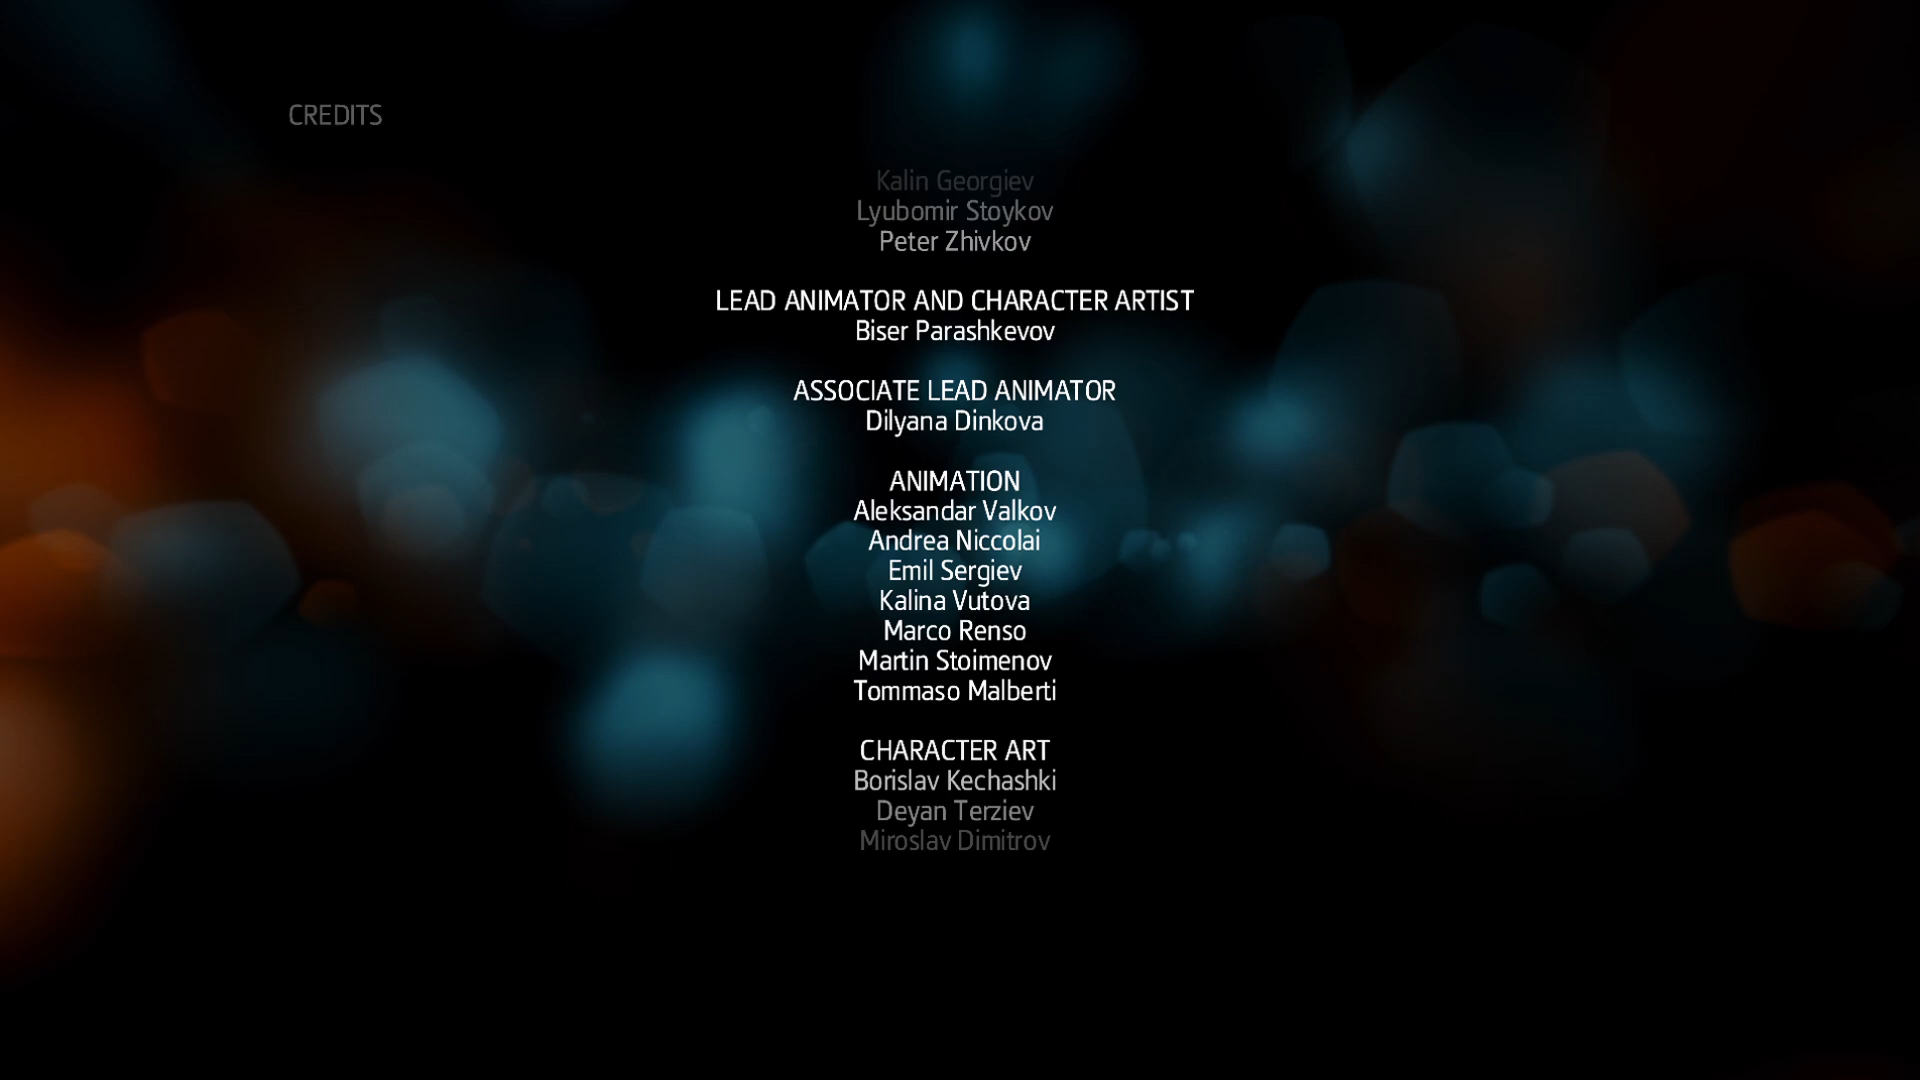 CREDITS
Kalin Georgiev
Lyubomir Stoykov
Peter Zhivkov
LEAD ANIMATOR AND CHARACTER ARTIST
Biser Parashkevov
ASSOCIATE LEAD ANIMATOR
Dilyana Dinkova
ANIMATION
Aleksandar Valkov
Andrea Niccolai
Emil Sergiev
Kalina Vutova
Marco Renso
Martin Stoimenov
Tommaso Malberti
CHARACTER ART
Borislav Kechashki
Deyan Terziev
Miroslav Dimitrov